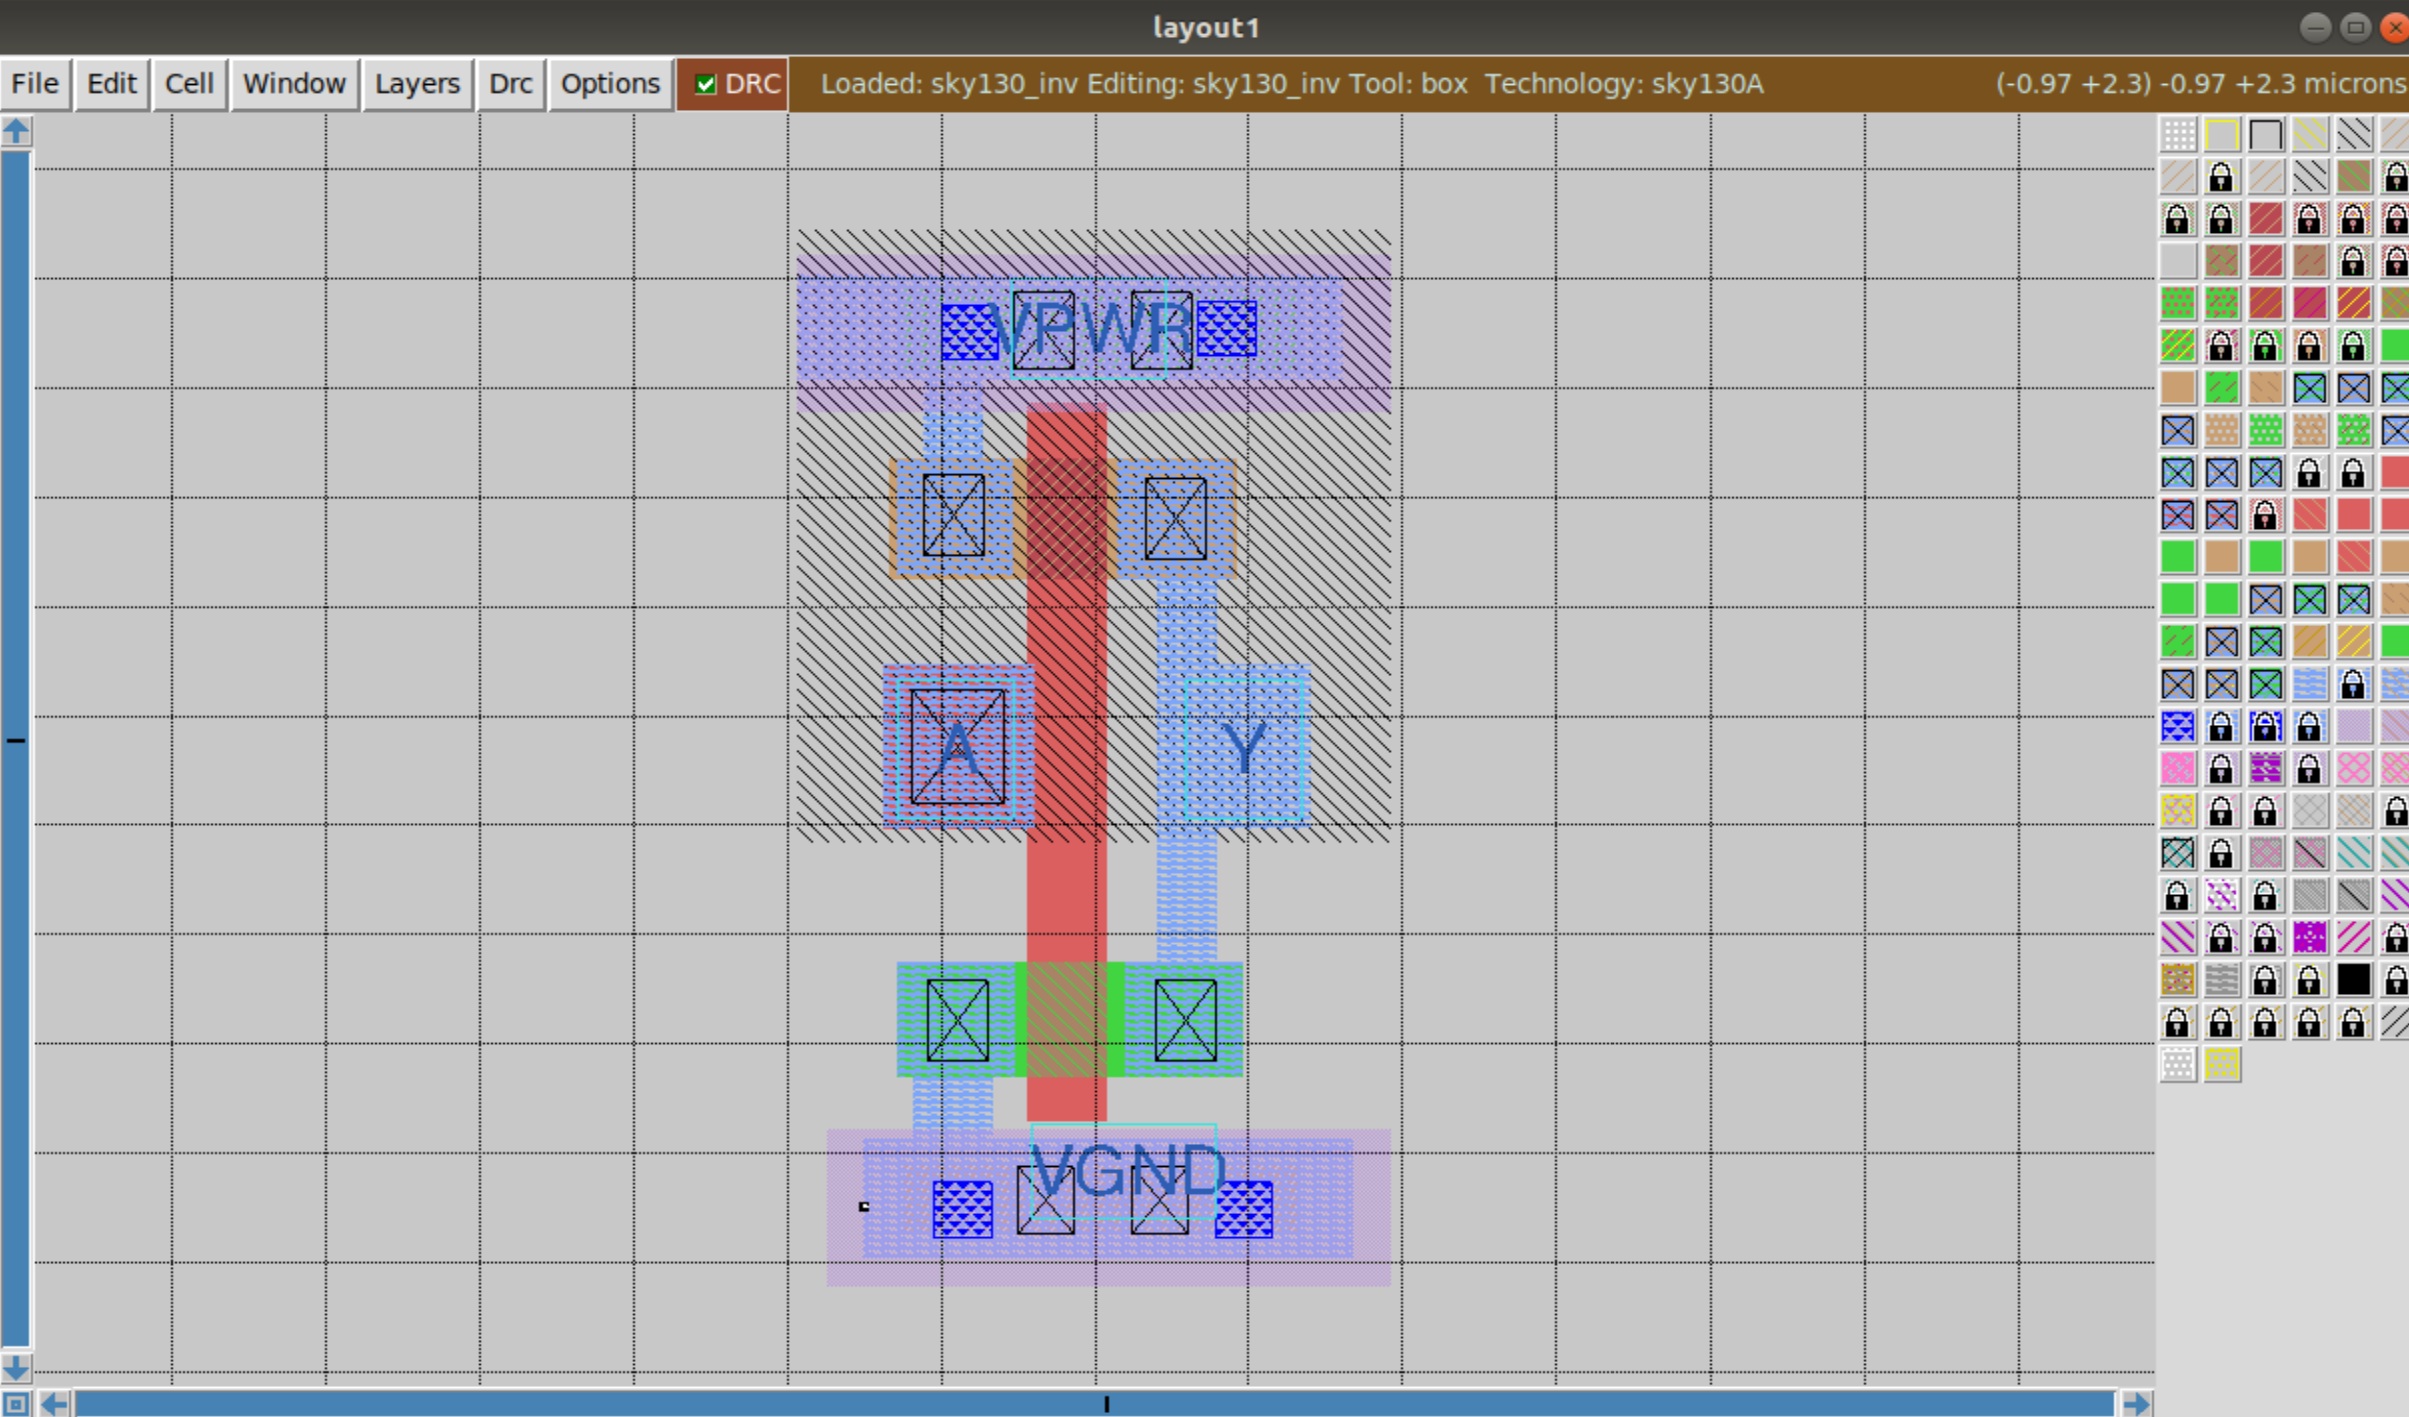 layout1
File Edit Cell Window Layers Drc Options DRC Loaded: sky130_inv Editing: sky130_inv Tool: box Technology: sky130A (-0.97 +2.3) -0.97 +2.3 microns
VPWR
A Y
VGND